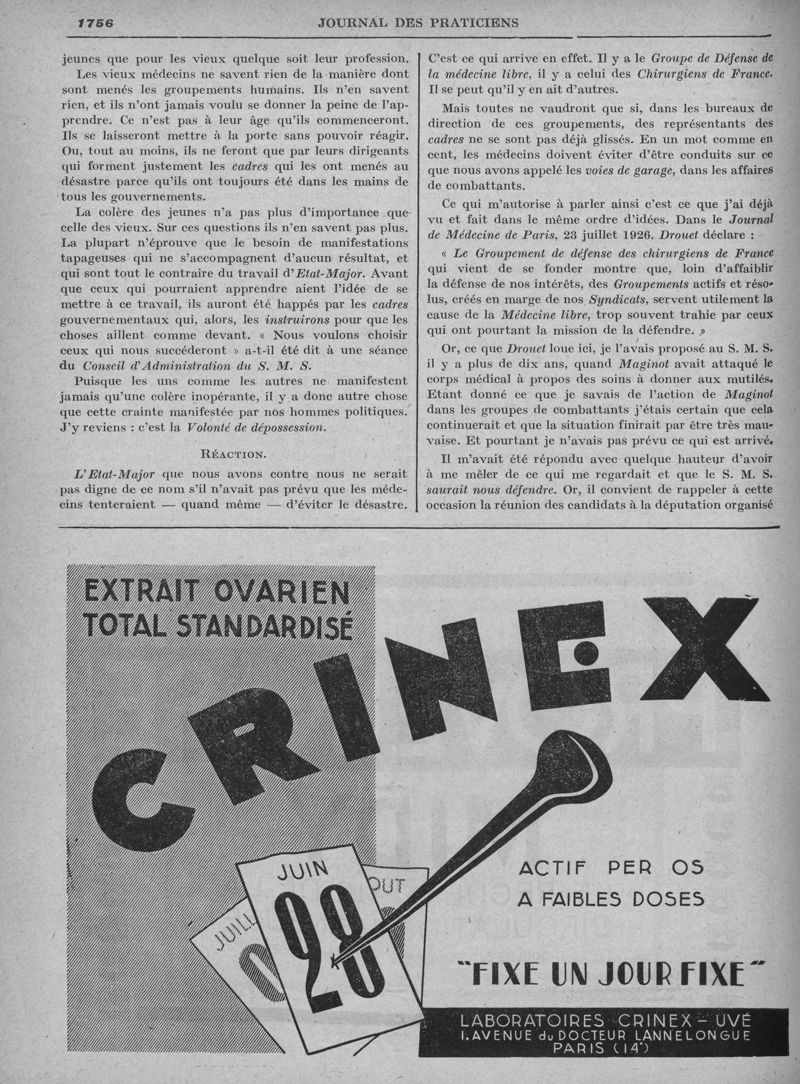 1756
JOURNAL DES PRATICIENS
jeunes que pour les vieux quelque soit leur profession.
Les vieux médecins ne savent rien de la manière dont
sont menés les groupements humains. Ils n'en savent
rien, et ils n'ont jamais voulu se donner la peine de l'ap-
prendre. Ce n'est pas à leur âge qu'ils commenceront.
Ils se laisseront mettre à la porte sans pouvoir réagir.
Ou, tout au moins, ils ne feront que par leurs dirigeants
qui forment justement les cadres qui les ont menés au
désastre parce qu'ils ont toujours été dans les mains de
tous les gouvernements.
La colère des jeunes n'a pas plus d'importance que
celle des vieux. Sur ces questions ils n'en savent pas plus.
La plupart n'éprouve que le besoin de manifestations
tapageuses qui ne s'accompagnent d'aucun résultat, et
qui sont tout le contraire du travail d'Etat-Major. Avant
que ceux qui pourraient apprendre aient l'idée de se
mettre à ce travail, ils auront été happés par les cadres
gouvernementaux qui, alors, les instruirons pour que les
choses aillent comme devant. « Nous voulons choisir
ceux qui nous succéderont » a-t-il été dit à une séance
du Conseil d'Administration du S. M. S.
Puisque les uns comme les autres ne manifestent
jamais qu'une colère inopérante, il y a donc autre chose
que cette crainte manifestée par nos hommes politiques.
J'y reviens : c'est la Volonté de dépossession.
RÉACTION.
L'Etat-Major que nous avons contre nous ne serait
pas digne de ce nom s'il n'avait pas prévu que les méde-
cins tenteraient — quand même — d'éviter le désastre.
C'est ce qui arrive en effet. Il y a le Groupe de Défense de
la médecine libre, il y a celui des Chirurgiens de France.
Il se peut qu'il y en ait d'autres.
Mais toutes ne vaudront que si, dans les bureaux de
direction de ces groupements, des représentants des
cadres ne se sont pas déjà glissés. En un mot comme en
cent, les médecins doivent éviter d'être conduits sur ce
que nous avons appelé les voies de garage, dans les affaires
de combattants.
Ce qui m'autorise à parler ainsi c'est ce que j'ai déjà
vu et fait dans le même ordre d'idées. Dans le Journal
de Médecine de Paris, 23 juillet 1926. Drouet déclare :
« Le Groupement de défense des chirurgiens de France
qui vient de se fonder montre que, loin d'affaiblir
la défense de nos intérêts, des Groupements actifs et réso-
lus, créés en marge de nos Syndicats, servent utilement la
cause de la Médecine libre, trop souvent trahie par ceux
qui ont pourtant la mission de la défendre. »
Or, ce que Drouet loue ici, je l'avais proposé au S. M. S.
il y a plus de dix ans, quand Maginot avait attaqué le
corps médical à propos des soins à donner aux mutilés.
Etant donné ce que je savais de l'action de Maginot
dans les groupes de combattants j'étais certain que cela
continuerait et que la situation finirait par être très mau-
vaise. Et pourtant je n'avais pas prévu ce qui est arrivé.
Il m'avait été répondu avec quelque hauteur d'avoir
à me mêler de ce qui me regardait et que le S. M. S.
saurait nous défendre. Or, il convient de rappeler à cette
occasion la réunion des candidats à la députation organisé
EXTRAIT OVARIEN
TOTAL STANDARDISÉ
CRINEX
JUIN
28
JUILL
OUT
ACTIF PER OS
A FAIBLES DOSES
"FIXE UN JOUR FIXE"
LABORATOIRES CRINEX - UVÉ
1. AVENUE du DOCTEUR LANNELONGUE
PARIS (14e)